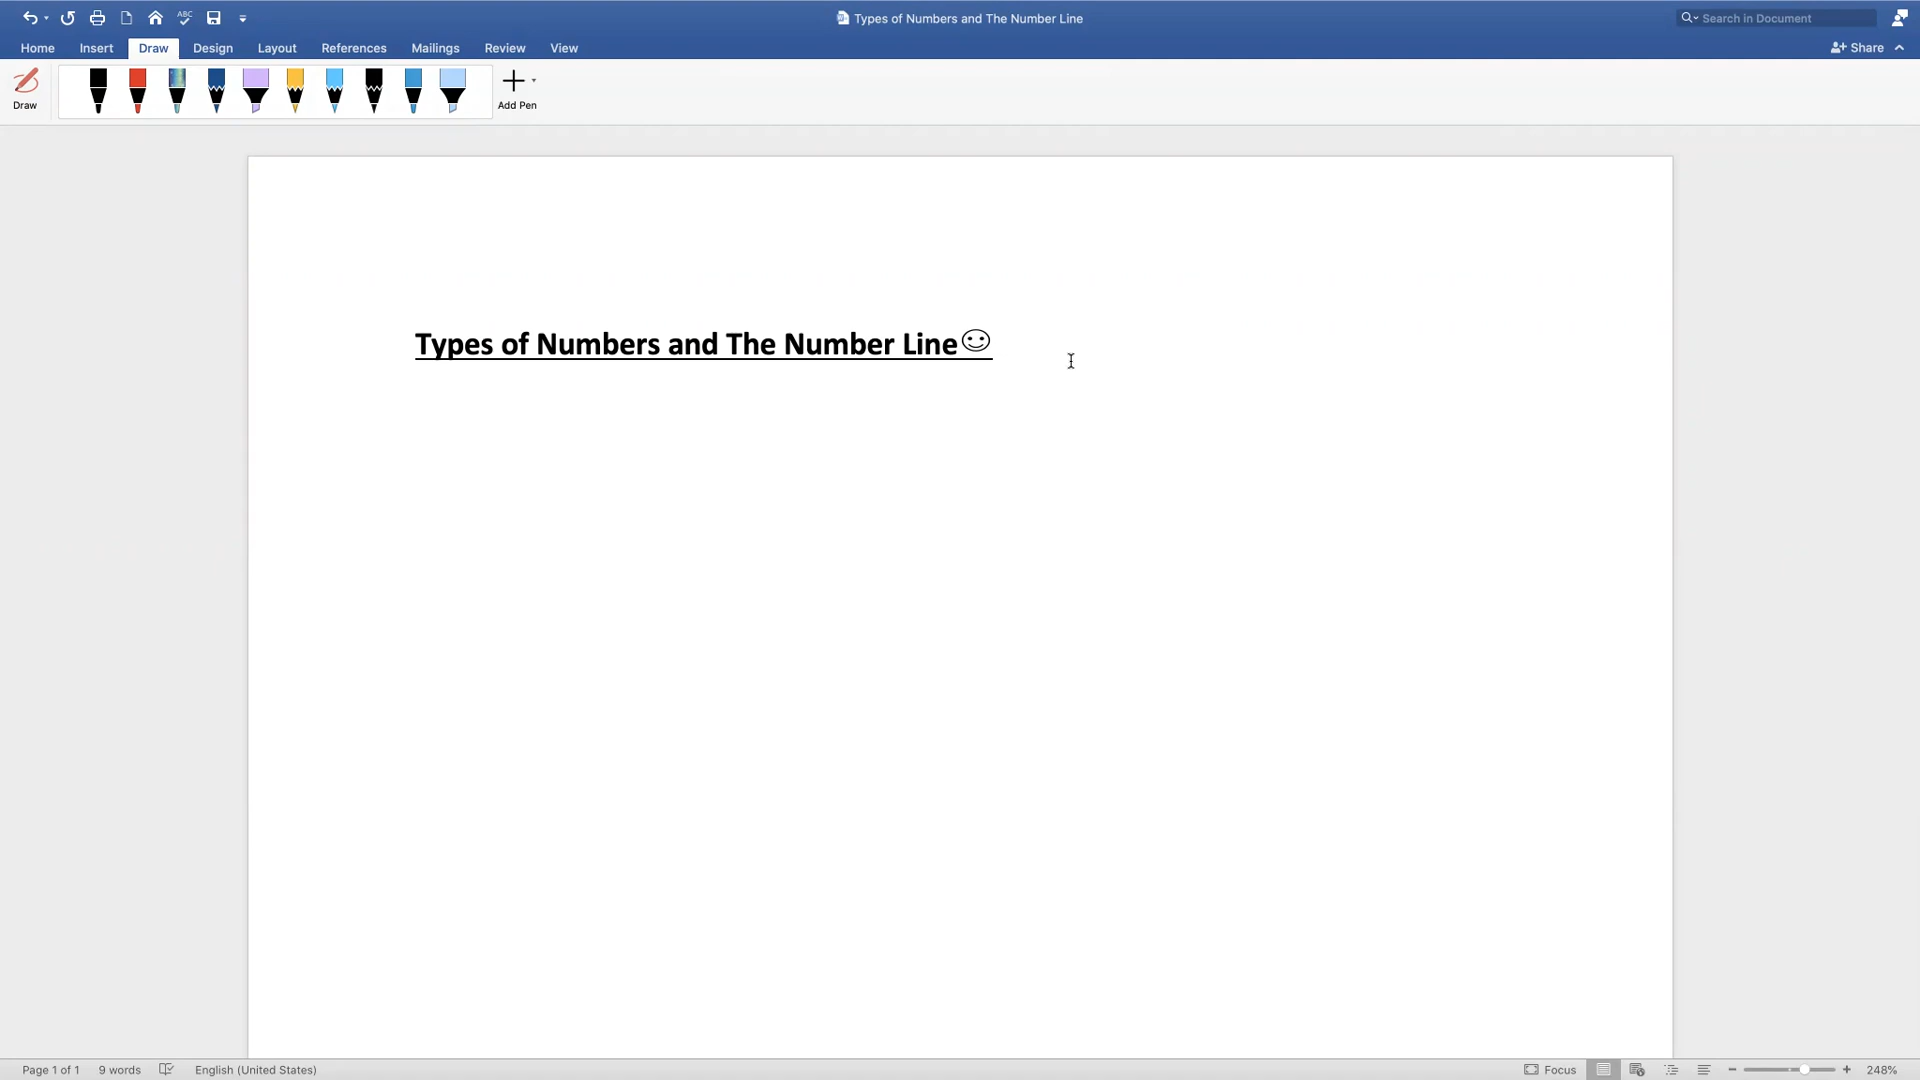 Types of Numbers and The Number Line
Search in Document
Home Insert Draw Design Layout References Mailings Review View
Share
Draw
Add Pen
Types of Numbers and The Number Line☺
Page 1 of 1 9 words English (United States) Focus 248%